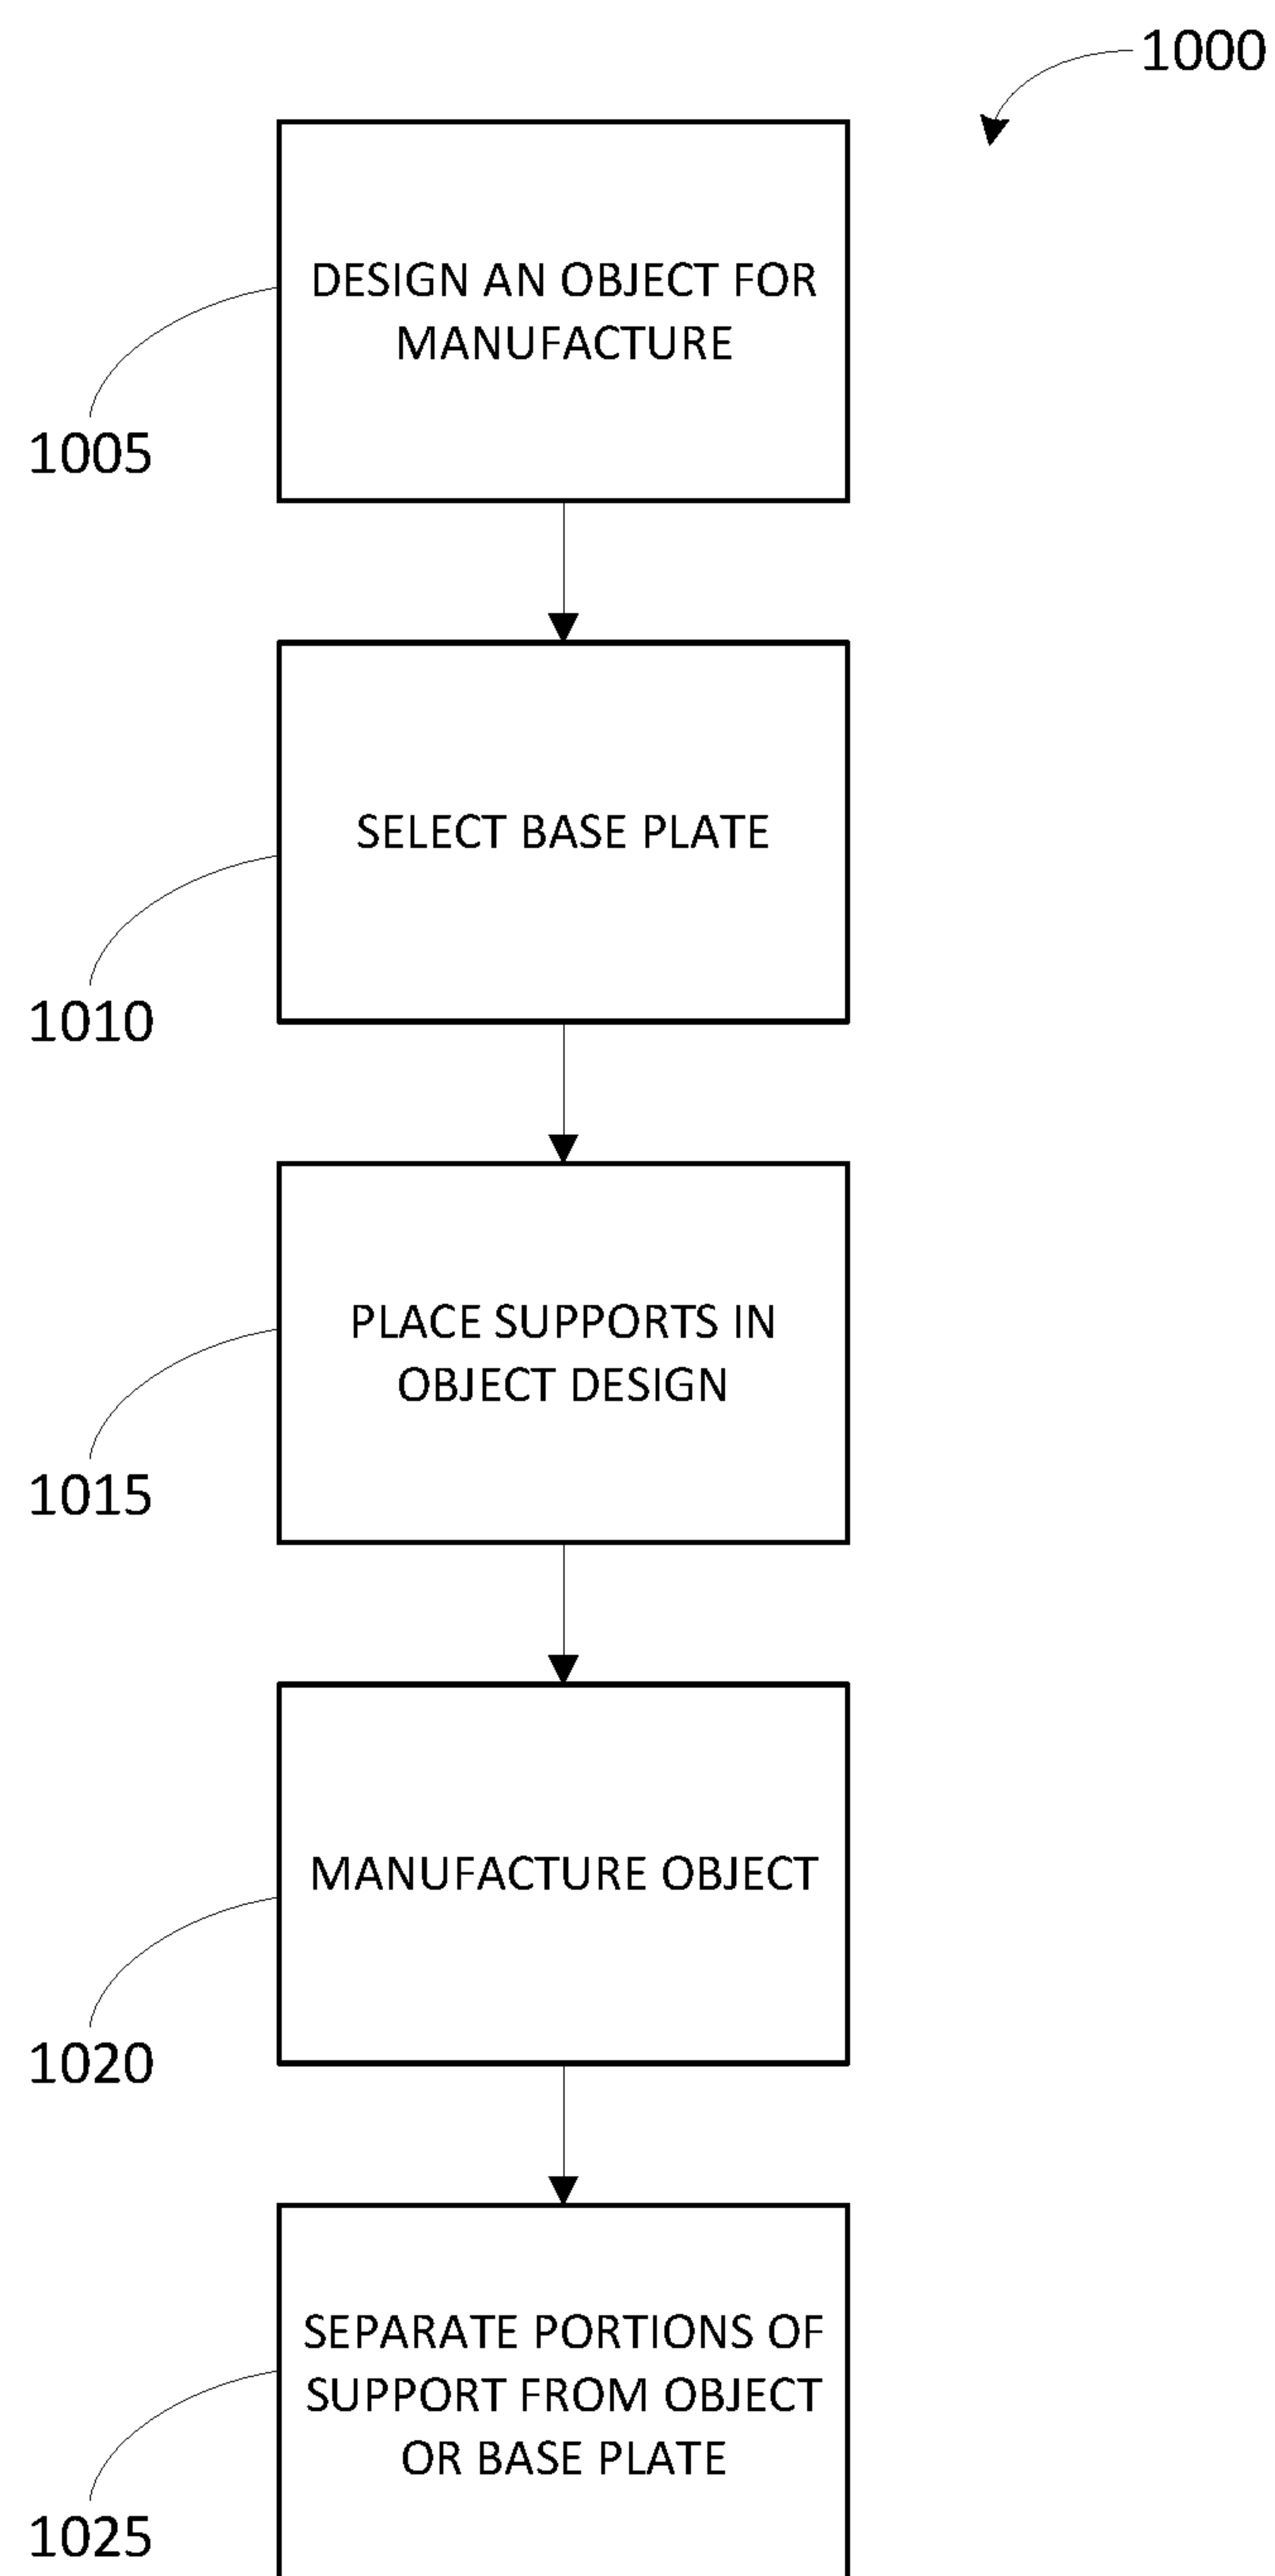 1000
DESIGN AN OBJECT FOR
MANUFACTURE
1005
SELECT BASE PLATE
1010
PLACE SUPPORTS IN
OBJECT DESIGN
1015
MANUFACTURE OBJECT
1020
SEPARATE PORTIONS OF
SUPPORT FROM OBJECT
OR BASE PLATE
1025